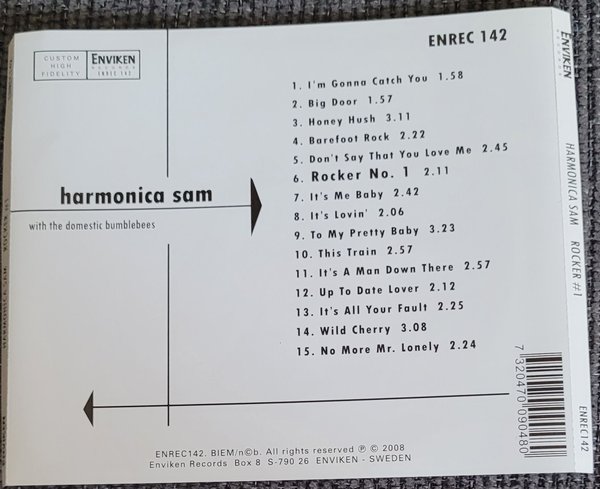 CUSTOM
HIGH
FIDELITY
ENVIKEN
RECORDS
ENREC 142
ENREC 142
1. I'm Gonna Catch You 1.58
2. Big Door 1.57
3. Honey Hush 3.11
4. Barefoot Rock 2.22
5. Don't Say That You Love Me 2.45
6. Rocker No. 1 2.11
7. It's Me Baby 2.42
8. It's Lovin' 2.06
9. To My Pretty Baby 3.23
10. This Train 2.57
11. It's A Man Down There 2.57
12. Up To Date Lover 2.12
13. It's All Your Fault 2.25
14. Wild Cherry 3.08
15. No More Mr. Lonely 2.24
harmonica sam
with the domestic bumblebees
7 320470 090480
ENREC142. BIEM/n©b. All rights reserved ℗ © 2008
Enviken Records Box 8 S-790 26 ENVIKEN - SWEDEN
ENVIKEN
RECORDS
HARMONICA SAM ROCKER #1
ENREC142